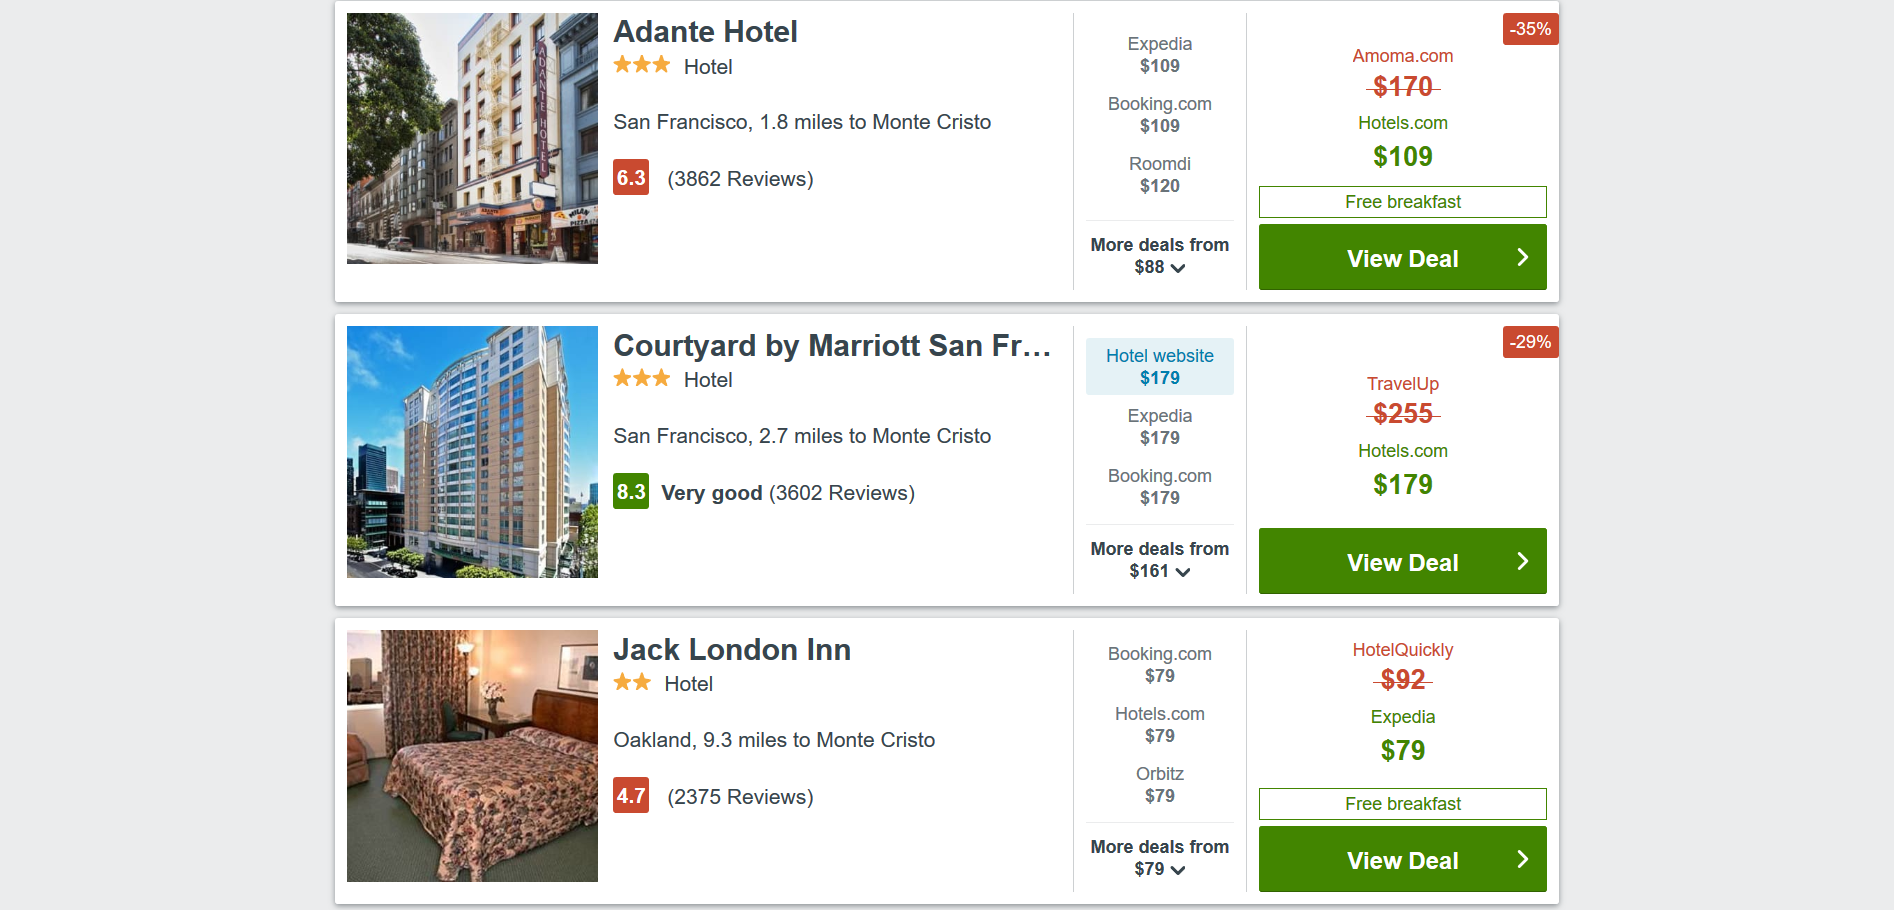 Adante Hotel
Hotel
San Francisco, 1.8 miles to Monte Cristo
6.3 (3862 Reviews)
ADANTE HOTEL
ADANTE
MILAN
PIZZA
Expedia
$109
Booking.com
$109
Roomdi
$120
More deals from
$88
-35%
Amoma.com
$170
Hotels.com
$109
Free breakfast
View Deal
Courtyard by Marriott San Fr...
Hotel
San Francisco, 2.7 miles to Monte Cristo
8.3 Very good (3602 Reviews)
Hotel website
$179
Expedia
$179
Booking.com
$179
More deals from
$161
-29%
TravelUp
$255
Hotels.com
$179
View Deal
Jack London Inn
Hotel
Oakland, 9.3 miles to Monte Cristo
4.7 (2375 Reviews)
Booking.com
$79
Hotels.com
$79
Orbitz
$79
More deals from
$79
HotelQuickly
$92
Expedia
$79
Free breakfast
View Deal